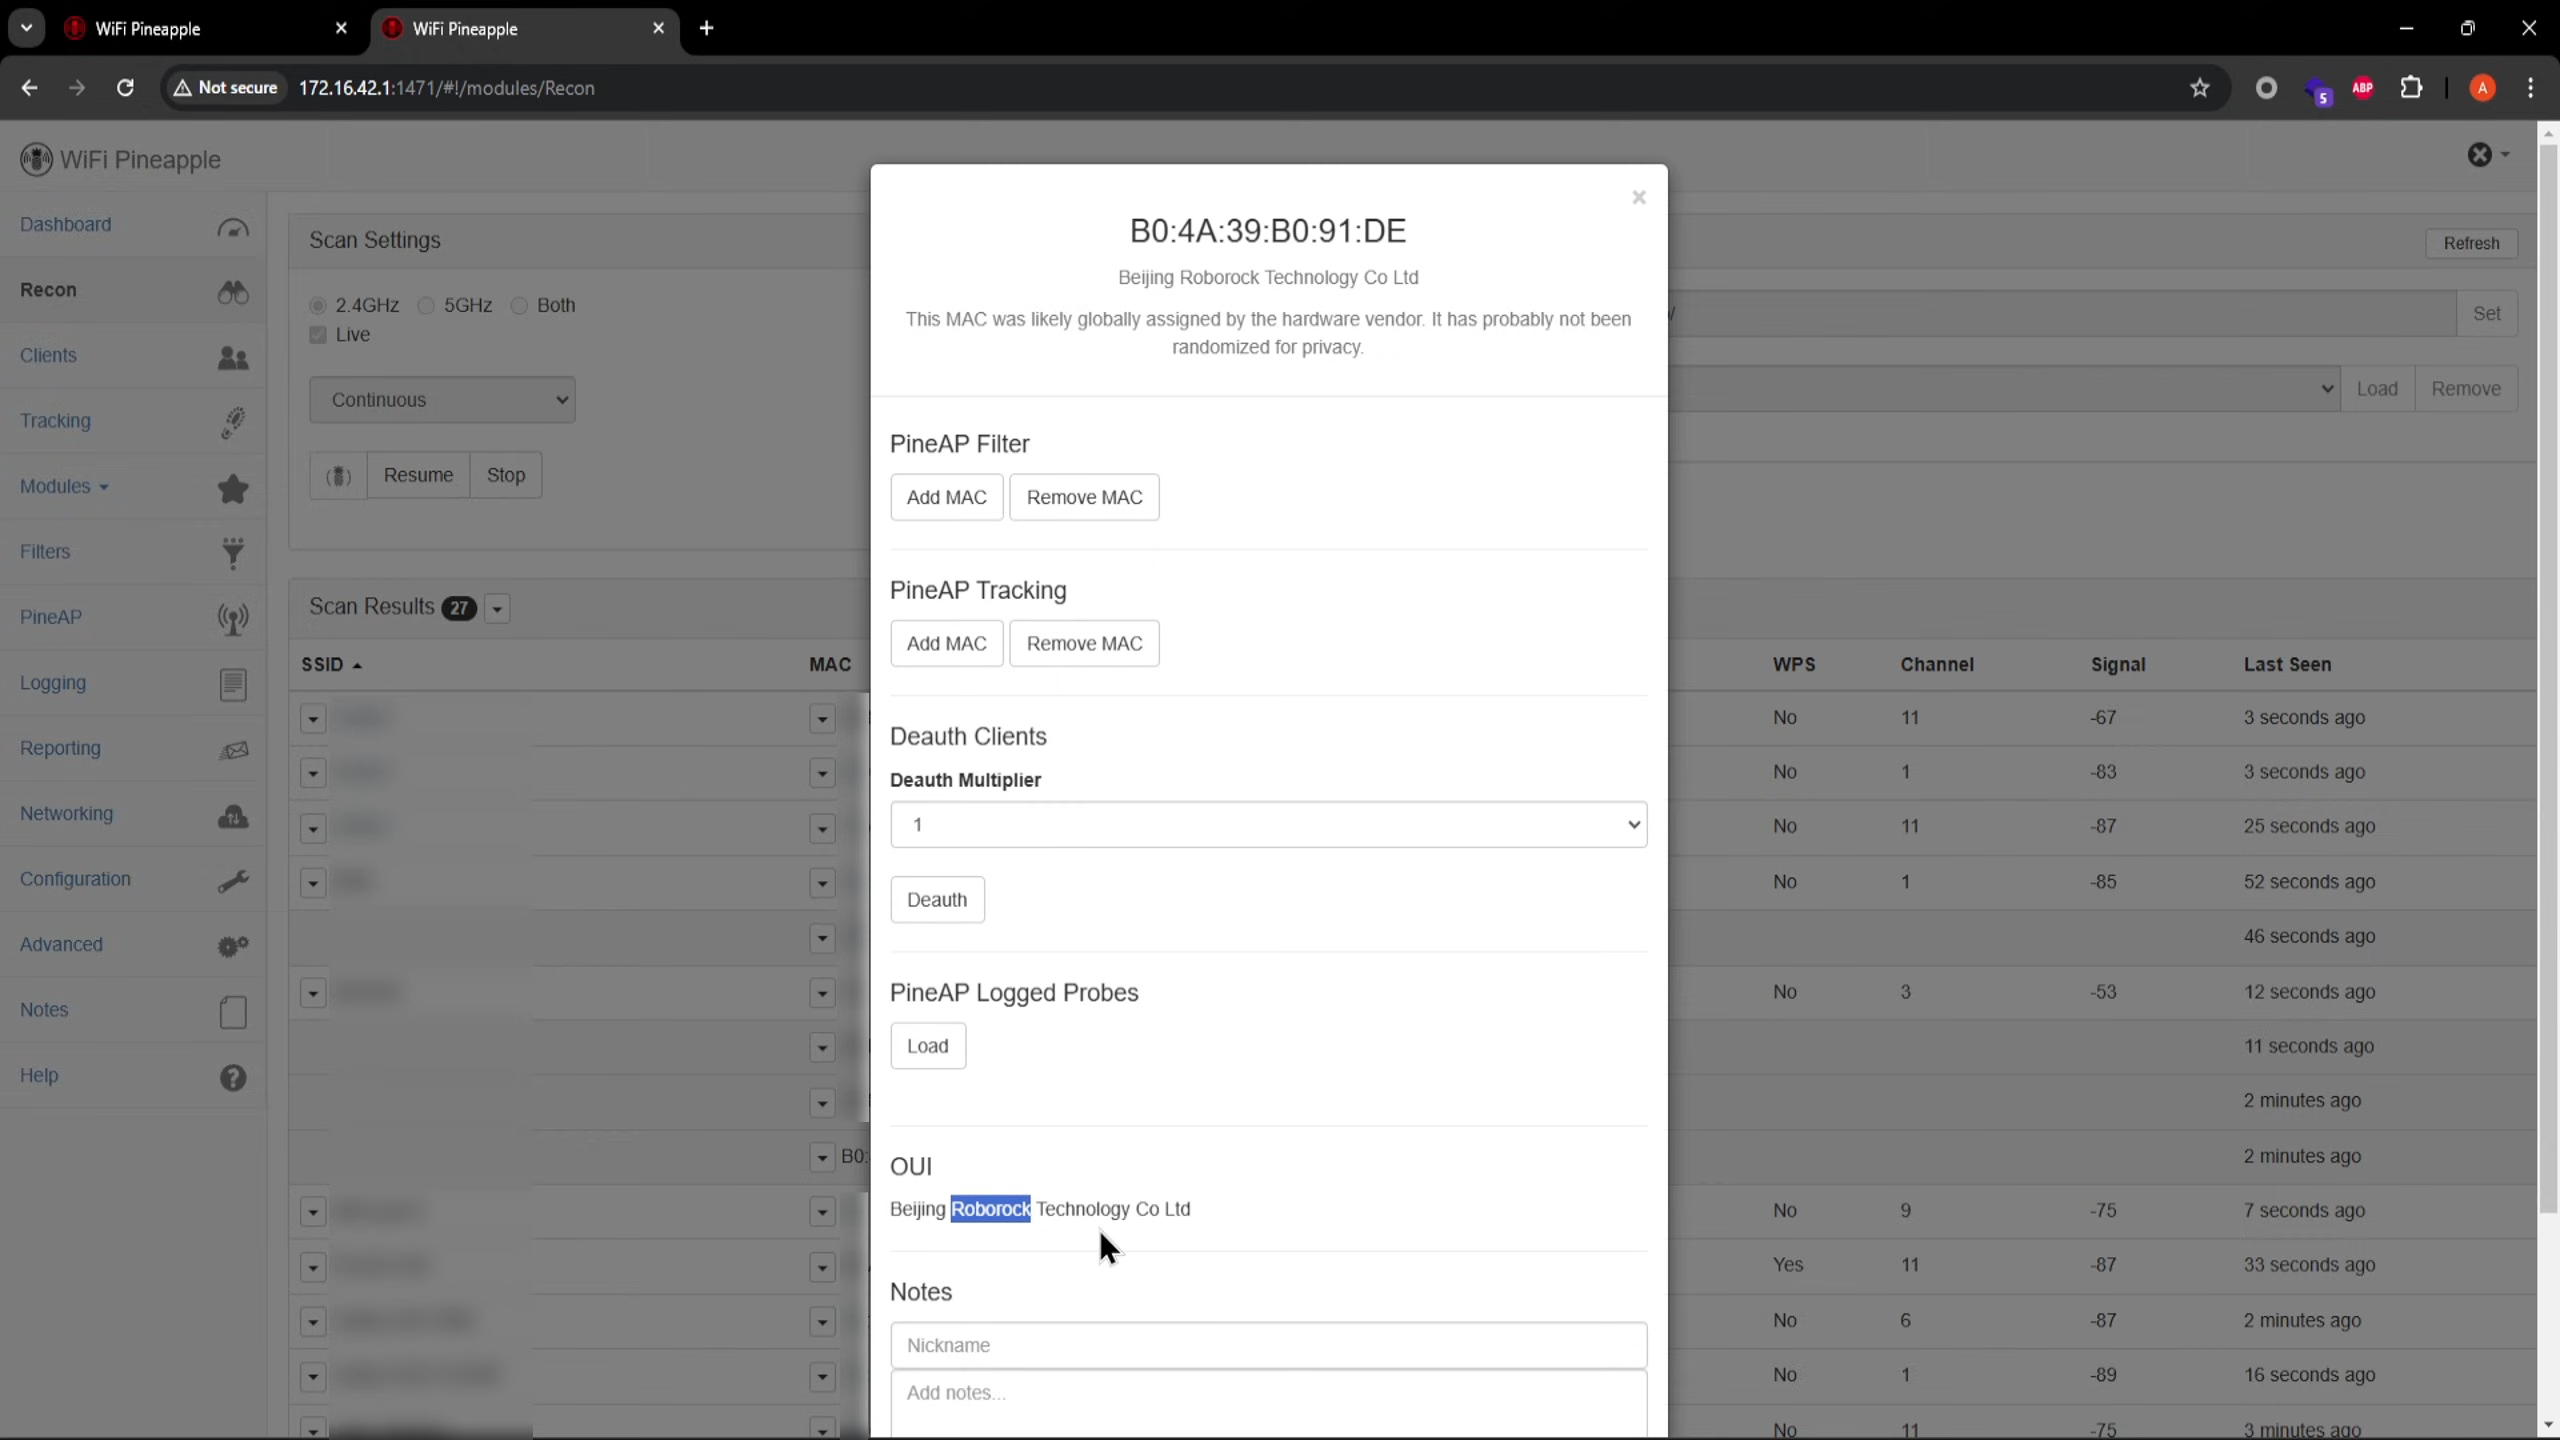 WiFi Pineapple
WiFi Pineapple
Not secure 172.16.42.1:1471/#!/modules/Recon
5
ABP
A
WiFi Pineapple
Dashboard
Recon
Clients
Tracking
Modules
Filters
PineAP
Logging
Reporting
Networking
Configuration
Advanced
Notes
Help
Scan Settings
2.4GHz 5GHz Both
Live
Continuous
Resume Stop
Refresh
/ Set
Load Remove
Scan Results 27
SSID MAC WPS Channel Signal Last Seen
No 11 -67 3 seconds ago
No 1 -83 3 seconds ago
No 11 -87 25 seconds ago
No 1 -85 52 seconds ago
46 seconds ago
No 3 -53 12 seconds ago
11 seconds ago
2 minutes ago
B0: 2 minutes ago
No 9 -75 7 seconds ago
Yes 11 -87 33 seconds ago
No 6 -87 2 minutes ago
No 1 -89 16 seconds ago
No 11 -75 3 minutes ago
B0:4A:39:B0:91:DE
Beijing Roborock Technology Co Ltd
This MAC was likely globally assigned by the hardware vendor. It has probably not been
randomized for privacy.
PineAP Filter
Add MAC Remove MAC
PineAP Tracking
Add MAC Remove MAC
Deauth Clients
Deauth Multiplier
1
Deauth
PineAP Logged Probes
Load
OUI
Beijing Roborock Technology Co Ltd
Notes
Nickname
Add notes...